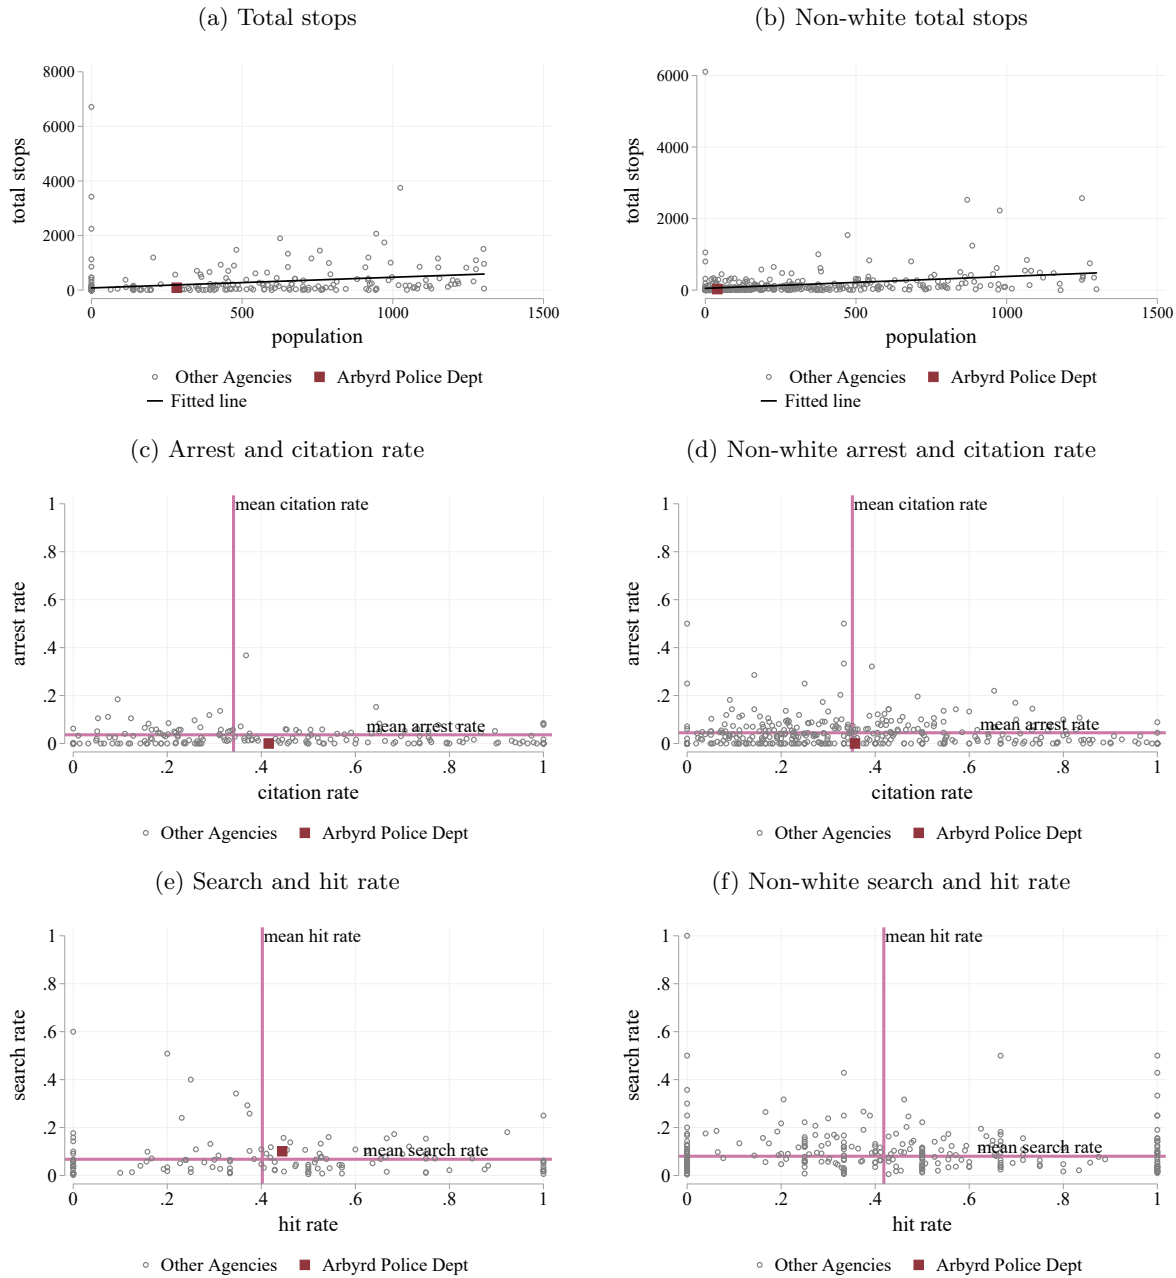 (a) Total stops
(b) Non-white total stops
8000
6000
4000
2000
0
total stops
0 500 1000 1500
population
Other Agencies Arbyrd Police Dept
Fitted line
6000
4000
2000
0
total stops
0 500 1000 1500
population
Other Agencies Arbyrd Police Dept
Fitted line
(c) Arrest and citation rate
(d) Non-white arrest and citation rate
1
.8
.6
.4
.2
0
arrest rate
mean citation rate
mean arrest rate
0 .2 .4 .6 .8 1
citation rate
Other Agencies Arbyrd Police Dept
1
.8
.6
.4
.2
0
arrest rate
mean citation rate
mean arrest rate
0 .2 .4 .6 .8 1
citation rate
Other Agencies Arbyrd Police Dept
(e) Search and hit rate
(f) Non-white search and hit rate
1
.8
.6
.4
.2
0
search rate
mean hit rate
mean search rate
0 .2 .4 .6 .8 1
hit rate
Other Agencies Arbyrd Police Dept
1
.8
.6
.4
.2
0
search rate
mean hit rate
mean search rate
0 .2 .4 .6 .8 1
hit rate
Other Agencies Arbyrd Police Dept